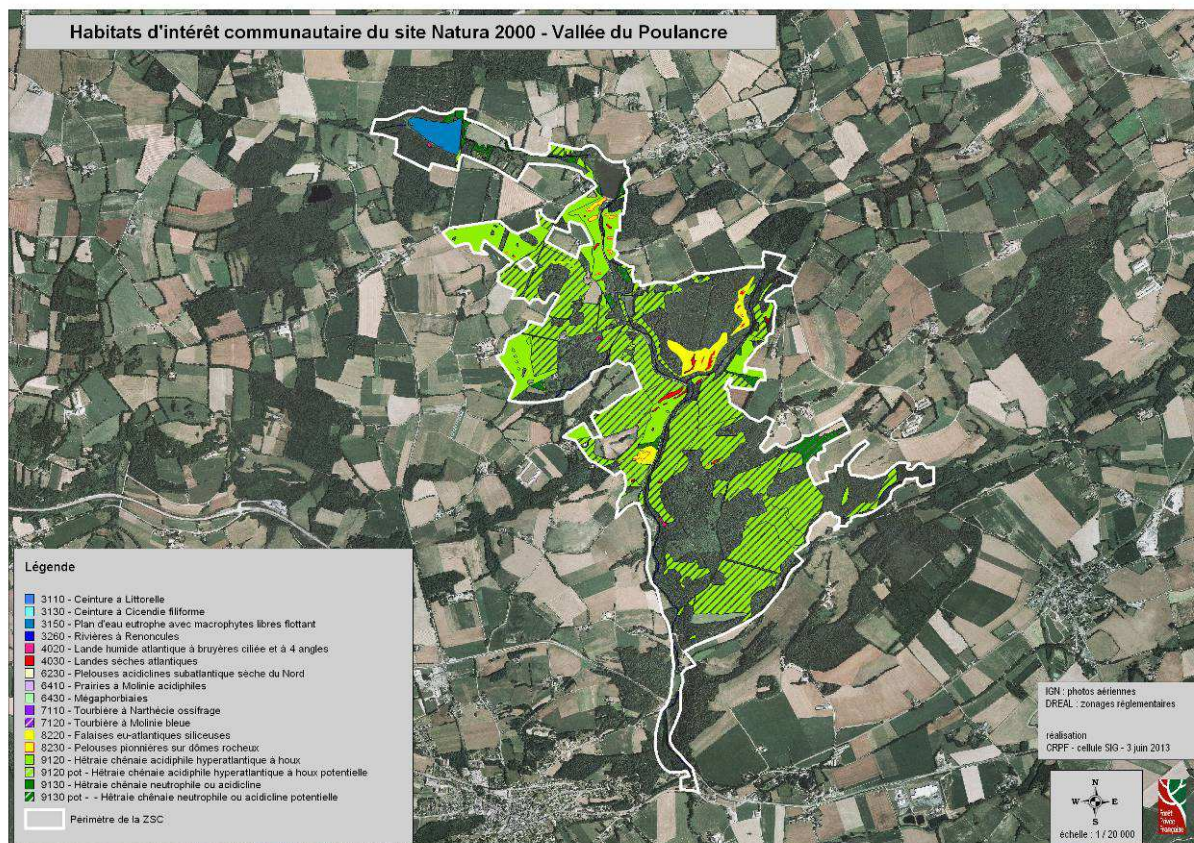 Habitats d'intérêt communautaire du site Natura 2000 - Vallée du Poulancre
Légende
3110 - Ceinture à Littorelle
3130 - Ceinture à Cicendie filiforme
3150 - Plan d'eau eutrophe avec macrophytes libres flottant
3260 - Rivières à Renoncules
4020 - Lande humide atlantique à bruyères ciliée et à 4 angles
4030 - Landes sèches atlantiques
6230 - Plelouses acidiclines subatlantique sèche du Nord
6410 - Prairies à Molinie acidiphiles
6430 - Mégaphorbiaies
7110 - Tourbière à Narthécie ossifrage
7120 - Tourbière à Molinie bleue
8220 - Falaises eu-atlantiques siliceuses
8230 - Pelouses pionnières sur dômes rocheux
9120 - Hêtraie chênaie acidiphile hyperatlantique à houx
9120 pot - Hêtraie chênaie acidiphile hyperatlantique à houx potentielle
9130 - Hêtraie chênaie neutrophile ou acidicline
9130 pot - - Hêtraie chênaie neutrophile ou acidicline potentielle
Périmètre de la ZSC
IGN : photos aériennes
DREAL : zonages réglementaires
réalisation
CRPF - cellule SIG - 3 juin 2013
N
W E
S
échelle : 1 / 20 000
Forêt
Privée
Française